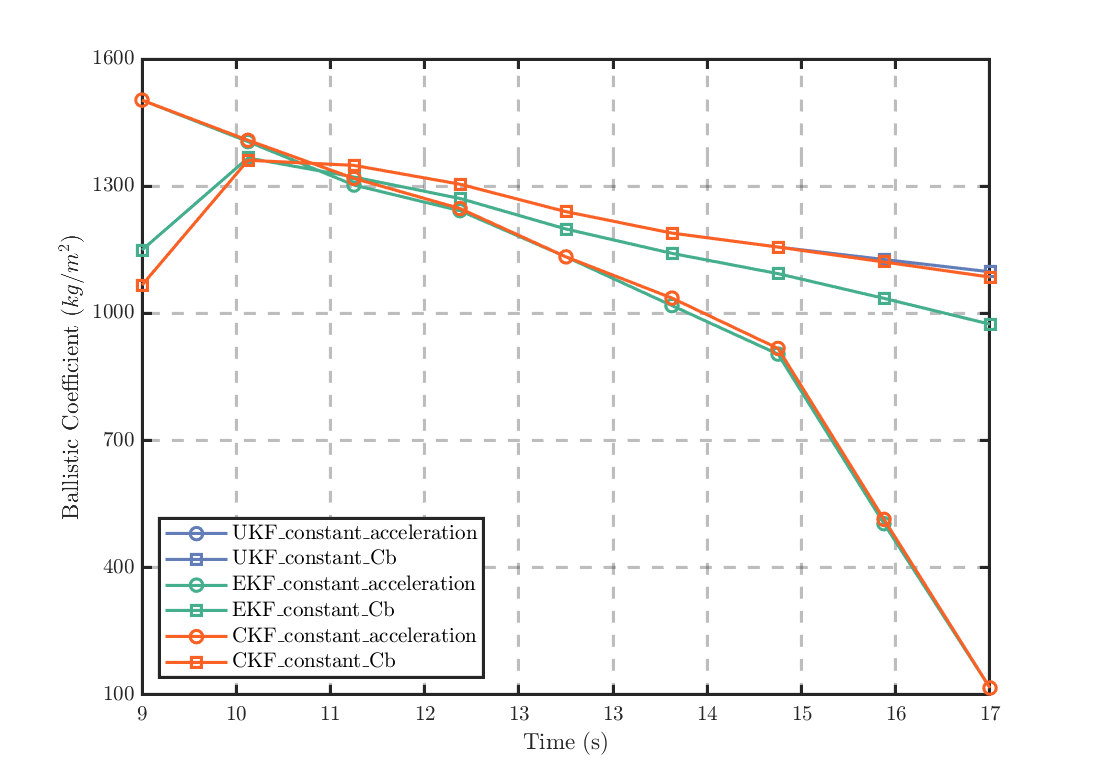 1600
1300
1000
700
400
100
Ballistic Coefficient (kg/m²)
UKF_constant_acceleration
UKF_constant_Cb
EKF_constant_acceleration
EKF_constant_Cb
CKF_constant_acceleration
CKF_constant_Cb
9 10 11 12 13 13 14 15 16 17
Time (s)